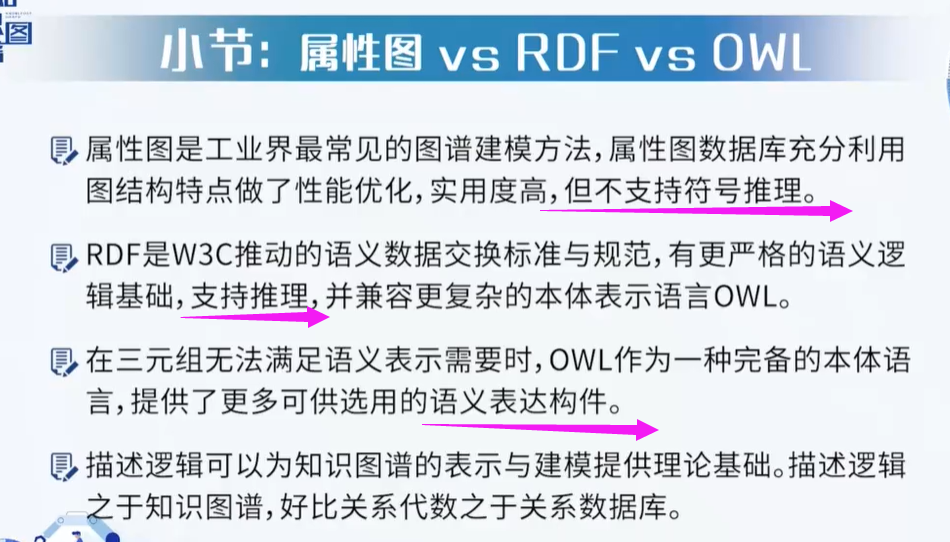 图
小节：属性图 vs RDF vs OWL
属性图是工业界最常见的图谱建模方法，属性图数据库充分利用
图结构特点做了性能优化，实用度高，但不支持符号推理。
RDF是W3C推动的语义数据交换标准与规范，有更严格的语义逻
辑基础，支持推理，并兼容更复杂的本体表示语言OWL。
在三元组无法满足语义表示需要时，OWL作为一种完备的本体语
言，提供了更多可供选用的语义表达构件。
描述逻辑可以为知识图谱的表示与建模提供理论基础。描述逻辑
之于知识图谱，好比关系代数之于关系数据库。